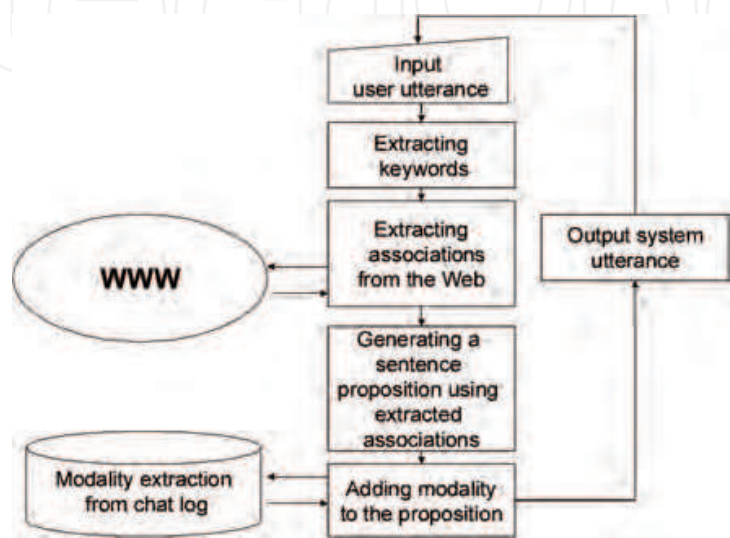 Input
user utterance
Extracting
keywords
Extracting
associations
from the Web
WWW
Output system
utterance
Generating a
sentence
proposition using
extracted
associations
Modality extraction
from chat log
Adding modality
to the proposition